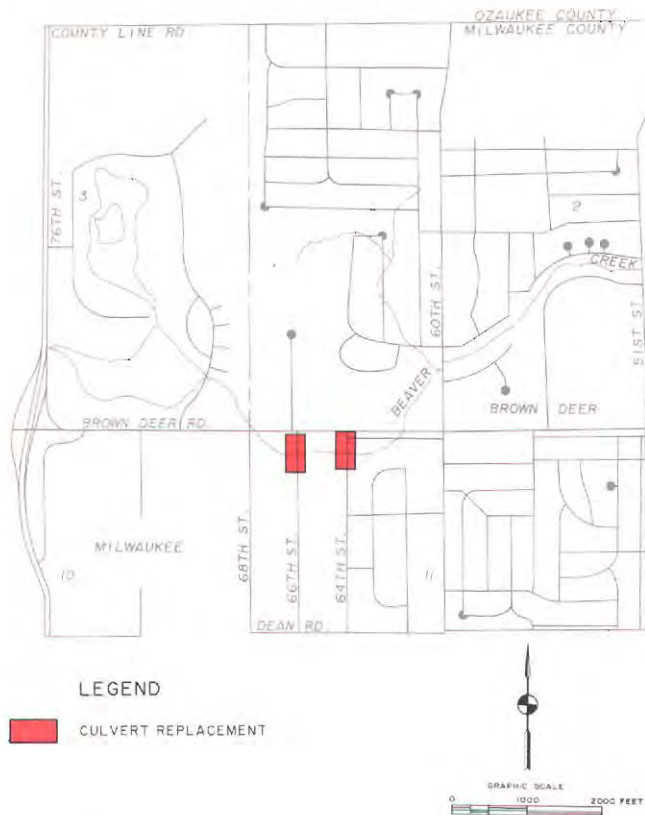 OZAUKEE COUNTY
MILWAUKEE COUNTY
COUNTY LINE RD
76TH ST.
3
2
CREEK
60TH ST.
51ST ST.
BEAVER
BROWN DEER
BROWN DEER RD.
MILWAUKEE
68TH ST.
66TH ST.
64TH ST.
10
11
DEAN RD.
LEGEND
CULVERT REPLACEMENT
GRAPHIC SCALE
0 1000 2000 FEET